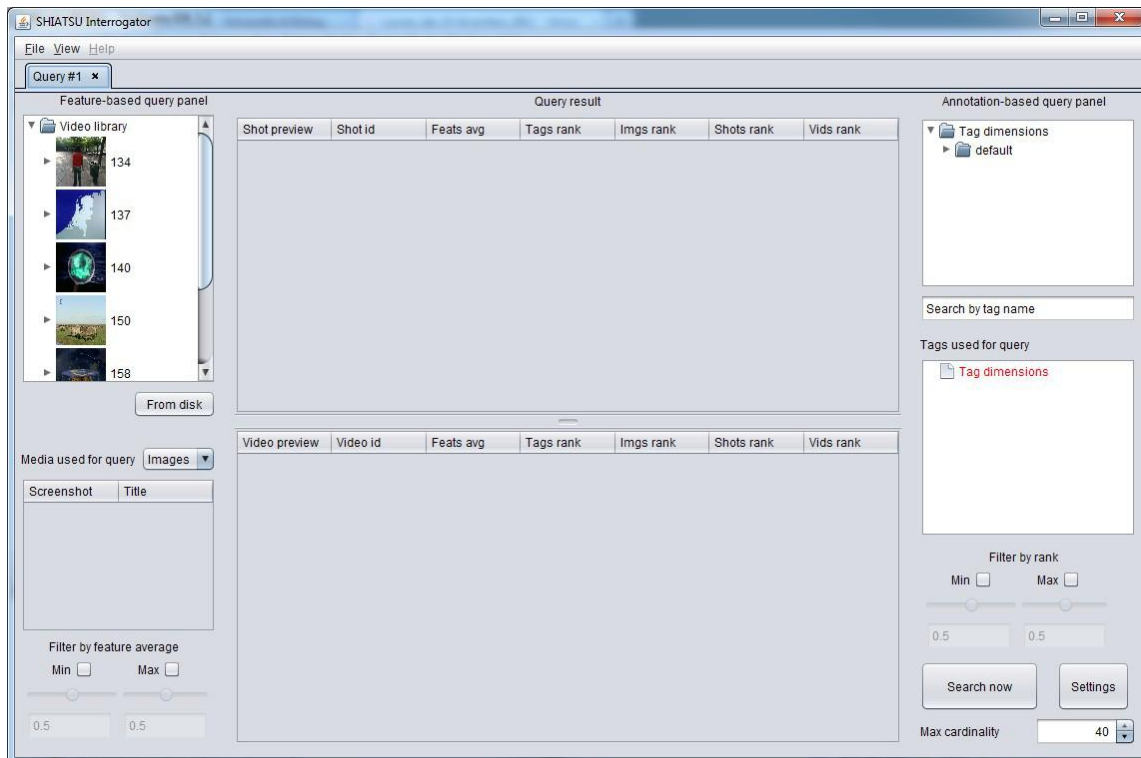 SHIATSU Interrogator
File View Help
Query #1 ×
Feature-based query panel
Video library
134
137
140
150
158
From disk
Media used for query Images
Screenshot Title
Filter by feature average
Min Max
0.5 0.5
Query result
Shot preview Shot id Feats avg Tags rank Imgs rank Shots rank Vids rank
Video preview Video id Feats avg Tags rank Imgs rank Shots rank Vids rank
Annotation-based query panel
Tag dimensions
default
Search by tag name
Tags used for query
Tag dimensions
Filter by rank
Min Max
0.5 0.5
Search now Settings
Max cardinality 40